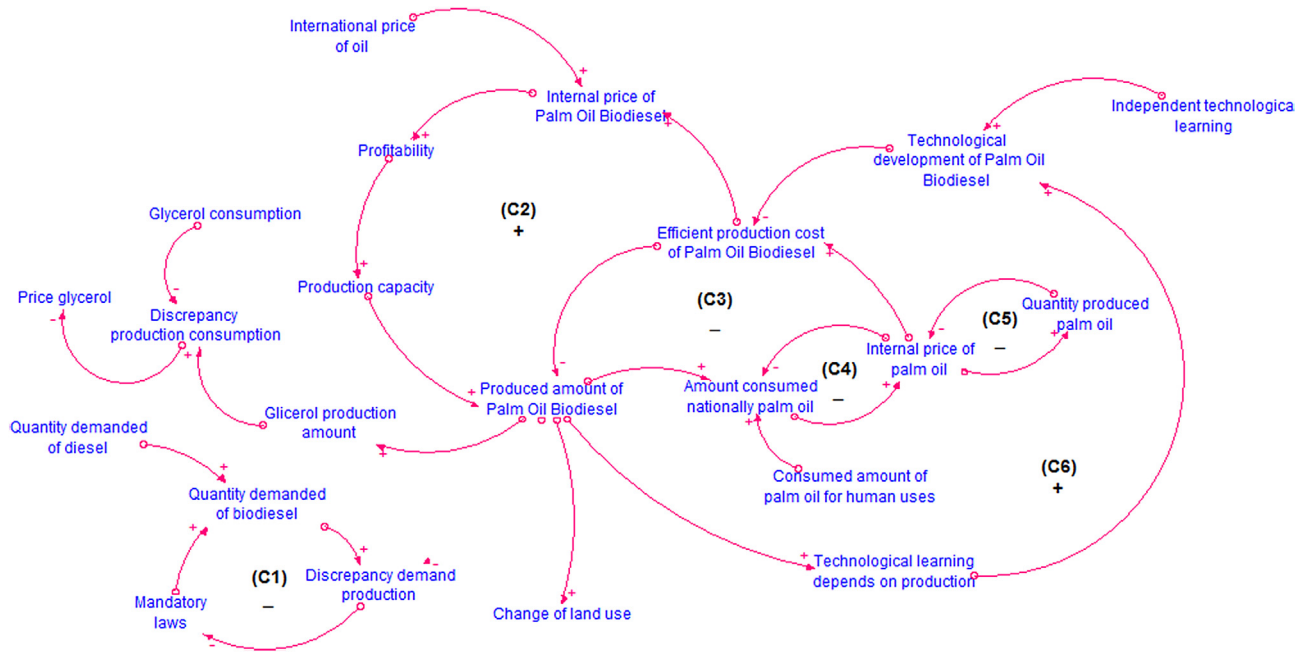 International price
of oil
Internal price of
Palm Oil Biodiesel
Independent technological
learning
Technological
development of Palm Oil
Biodiesel
Profitability
(C2)
+
Glycerol consumption
Efficient production cost
of Palm Oil Biodiesel
Production capacity
Price glycerol
Discrepancy
production consumption
(C3)
–
Quantity produced
palm oil
(C5)
–
Internal price of
palm oil
(C4)
–
Produced amount of
Palm Oil Biodiesel
Amount consumed
nationally palm oil
Glicerol production
amount
Quantity demanded
of diesel
Consumed amount of
palm oil for human uses
(C6)
+
Quantity demanded
of biodiesel
Technological learning
depends on production
(C1)
–
Discrepancy demand
production
Mandatory
laws
Change of land use